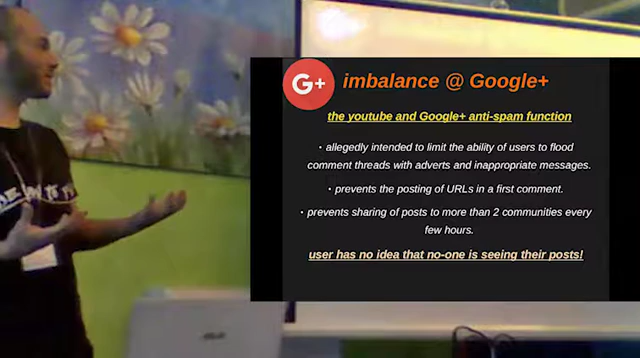 G+ imbalance @ Google+
the youtube and Google+ anti-spam function
• allegedly intended to limit the ability of users to flood
comment threads with adverts and inappropriate messages.
• prevents the posting of URLs in a first comment.
• prevents sharing of posts to more than 2 communities every
few hours.
user has no idea that no-one is seeing their posts!